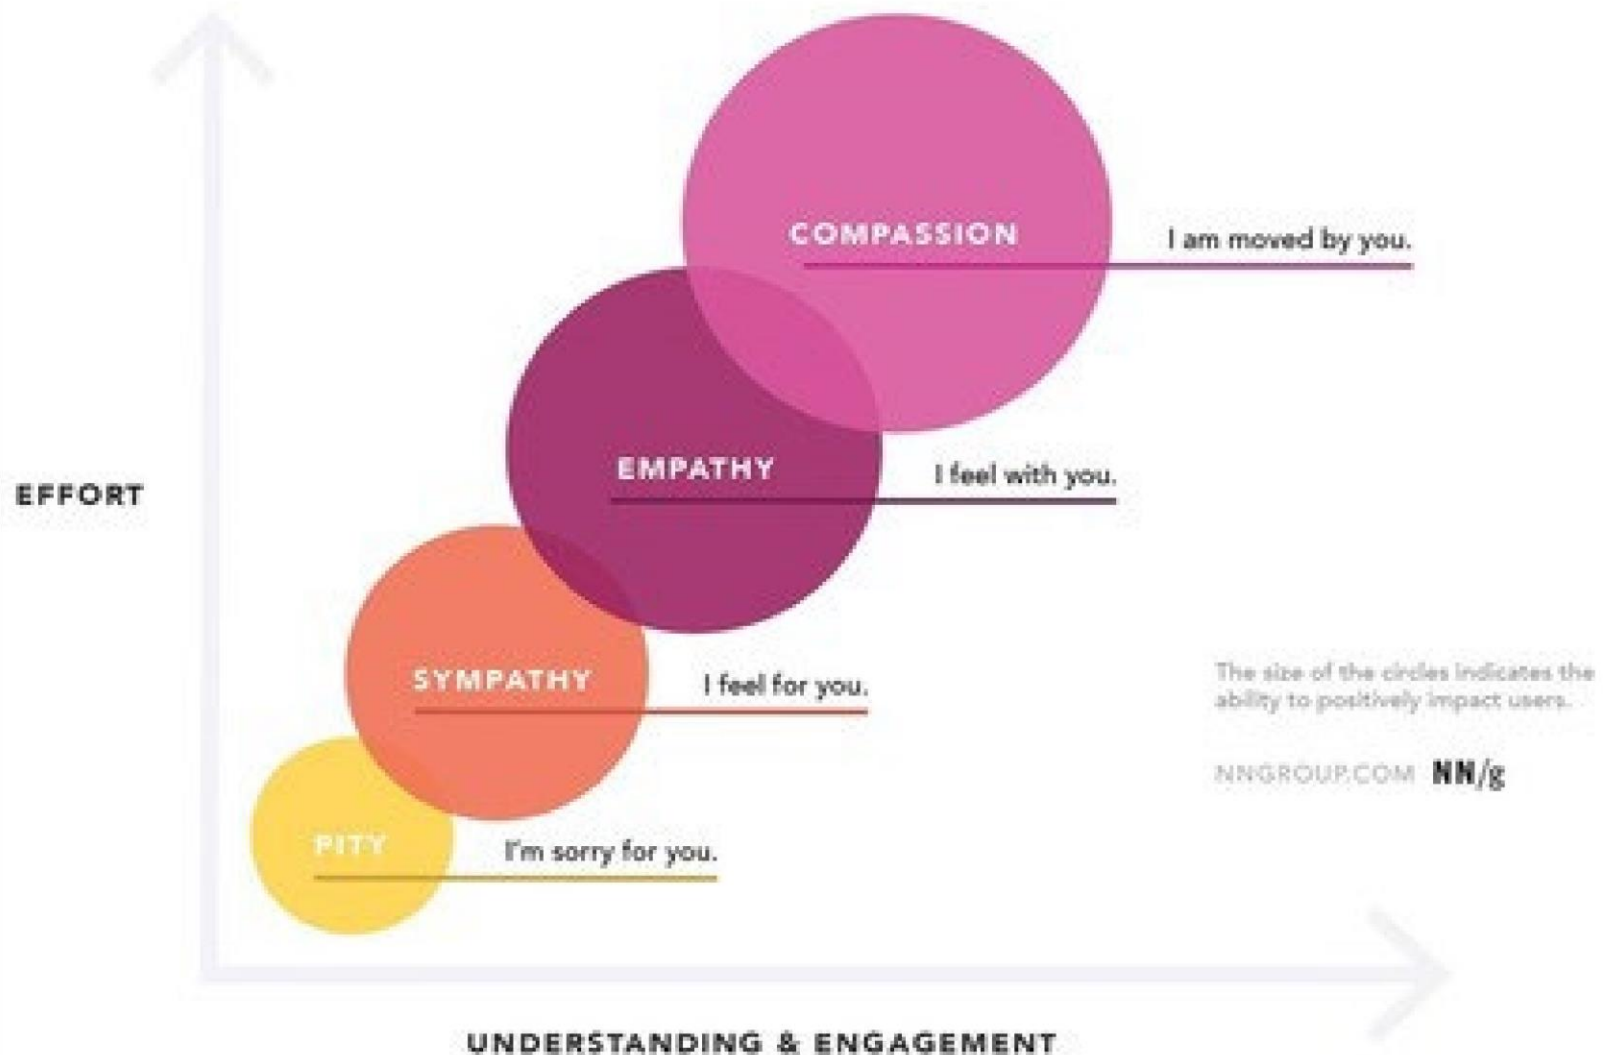 COMPASSION
I am moved by you.
EMPATHY
I feel with you.
EFFORT
SYMPATHY
I feel for you.
The size of the circles indicates the
ability to positively impact users.
NNGROUP.COM NN/g
PITY
I'm sorry for you.
UNDERSTANDING & ENGAGEMENT